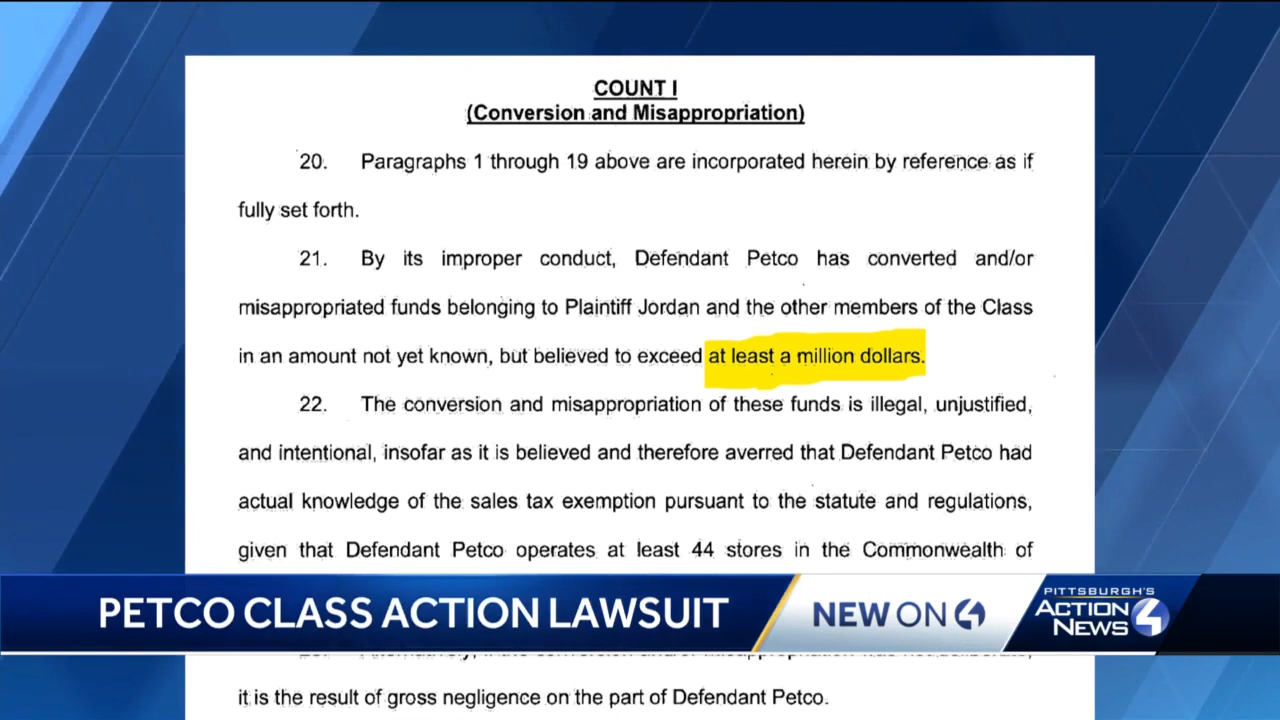 COUNT I
(Conversion and Misappropriation)
20. Paragraphs 1 through 19 above are incorporated herein by reference as if
fully set forth.
21. By its improper conduct, Defendant Petco has converted and/or
misappropriated funds belonging to Plaintiff Jordan and the other members of the Class
in an amount not yet known, but believed to exceed at least a million dollars.
22. The conversion and misappropriation of these funds is illegal, unjustified,
and intentional, insofar as it is believed and therefore averred that Defendant Petco had
actual knowledge of the sales tax exemption pursuant to the statute and regulations,
given that Defendant Petco operates at least 44 stores in the Commonwealth of
PETCO CLASS ACTION LAWSUIT
NEW ON 4
PITTSBURGH'S
ACTION
NEWS 4
it is the result of gross negligence on the part of Defendant Petco.